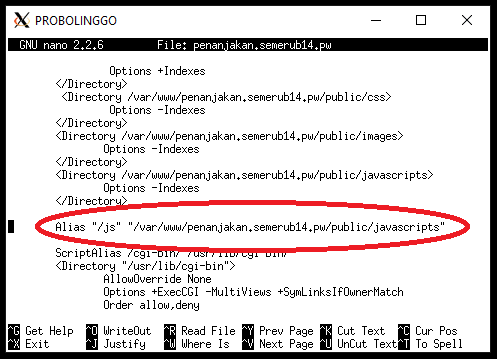 PROBOLINGGO
GNU nano 2.2.6 File: penanjakan.semerub14.pw
Options +Indexes
</Directory>
<Directory /var/www/penanjakan.semerub14.pw/public/css>
Options -Indexes
</Directory>
<Directory /var/www/penanjakan.semerub14.pw/public/images>
Options -Indexes
</Directory>
<Directory /var/www/penanjakan.semerub14.pw/public/javascripts>
Options -Indexes
</Directory>
Alias "/js" "/var/www/penanjakan.semerub14.pw/public/javascripts"
ScriptAlias /cgi-bin/ /usr/lib/cgi-bin/
<Directory "/usr/lib/cgi-bin">
AllowOverride None
Options +ExecCGI -MultiViews +SymLinksIfOwnerMatch
Order allow,deny
^G Get Help ^O WriteOut ^R Read File ^Y Prev Page ^K Cut Text ^C Cur Pos
^X Exit ^J Justify ^W Where Is ^V Next Page ^U UnCut Text ^T To Spell